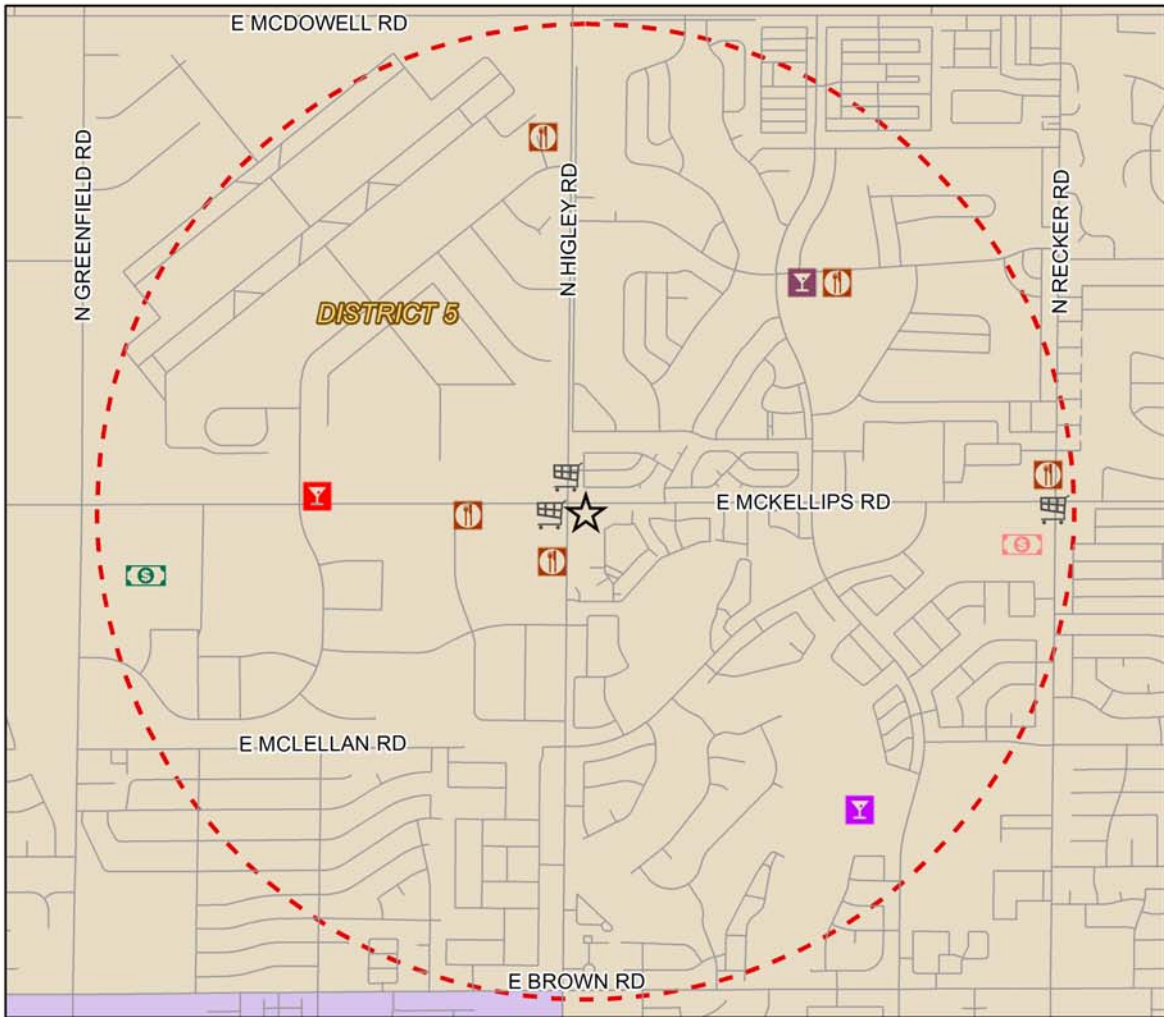 E MCDOWELL RD
N GREENFIELD RD
N HIGLEY RD
N RECKER RD
DISTRICT 5
E MCKELLIPS RD
$
$
E MCLELLAN RD
E BROWN RD